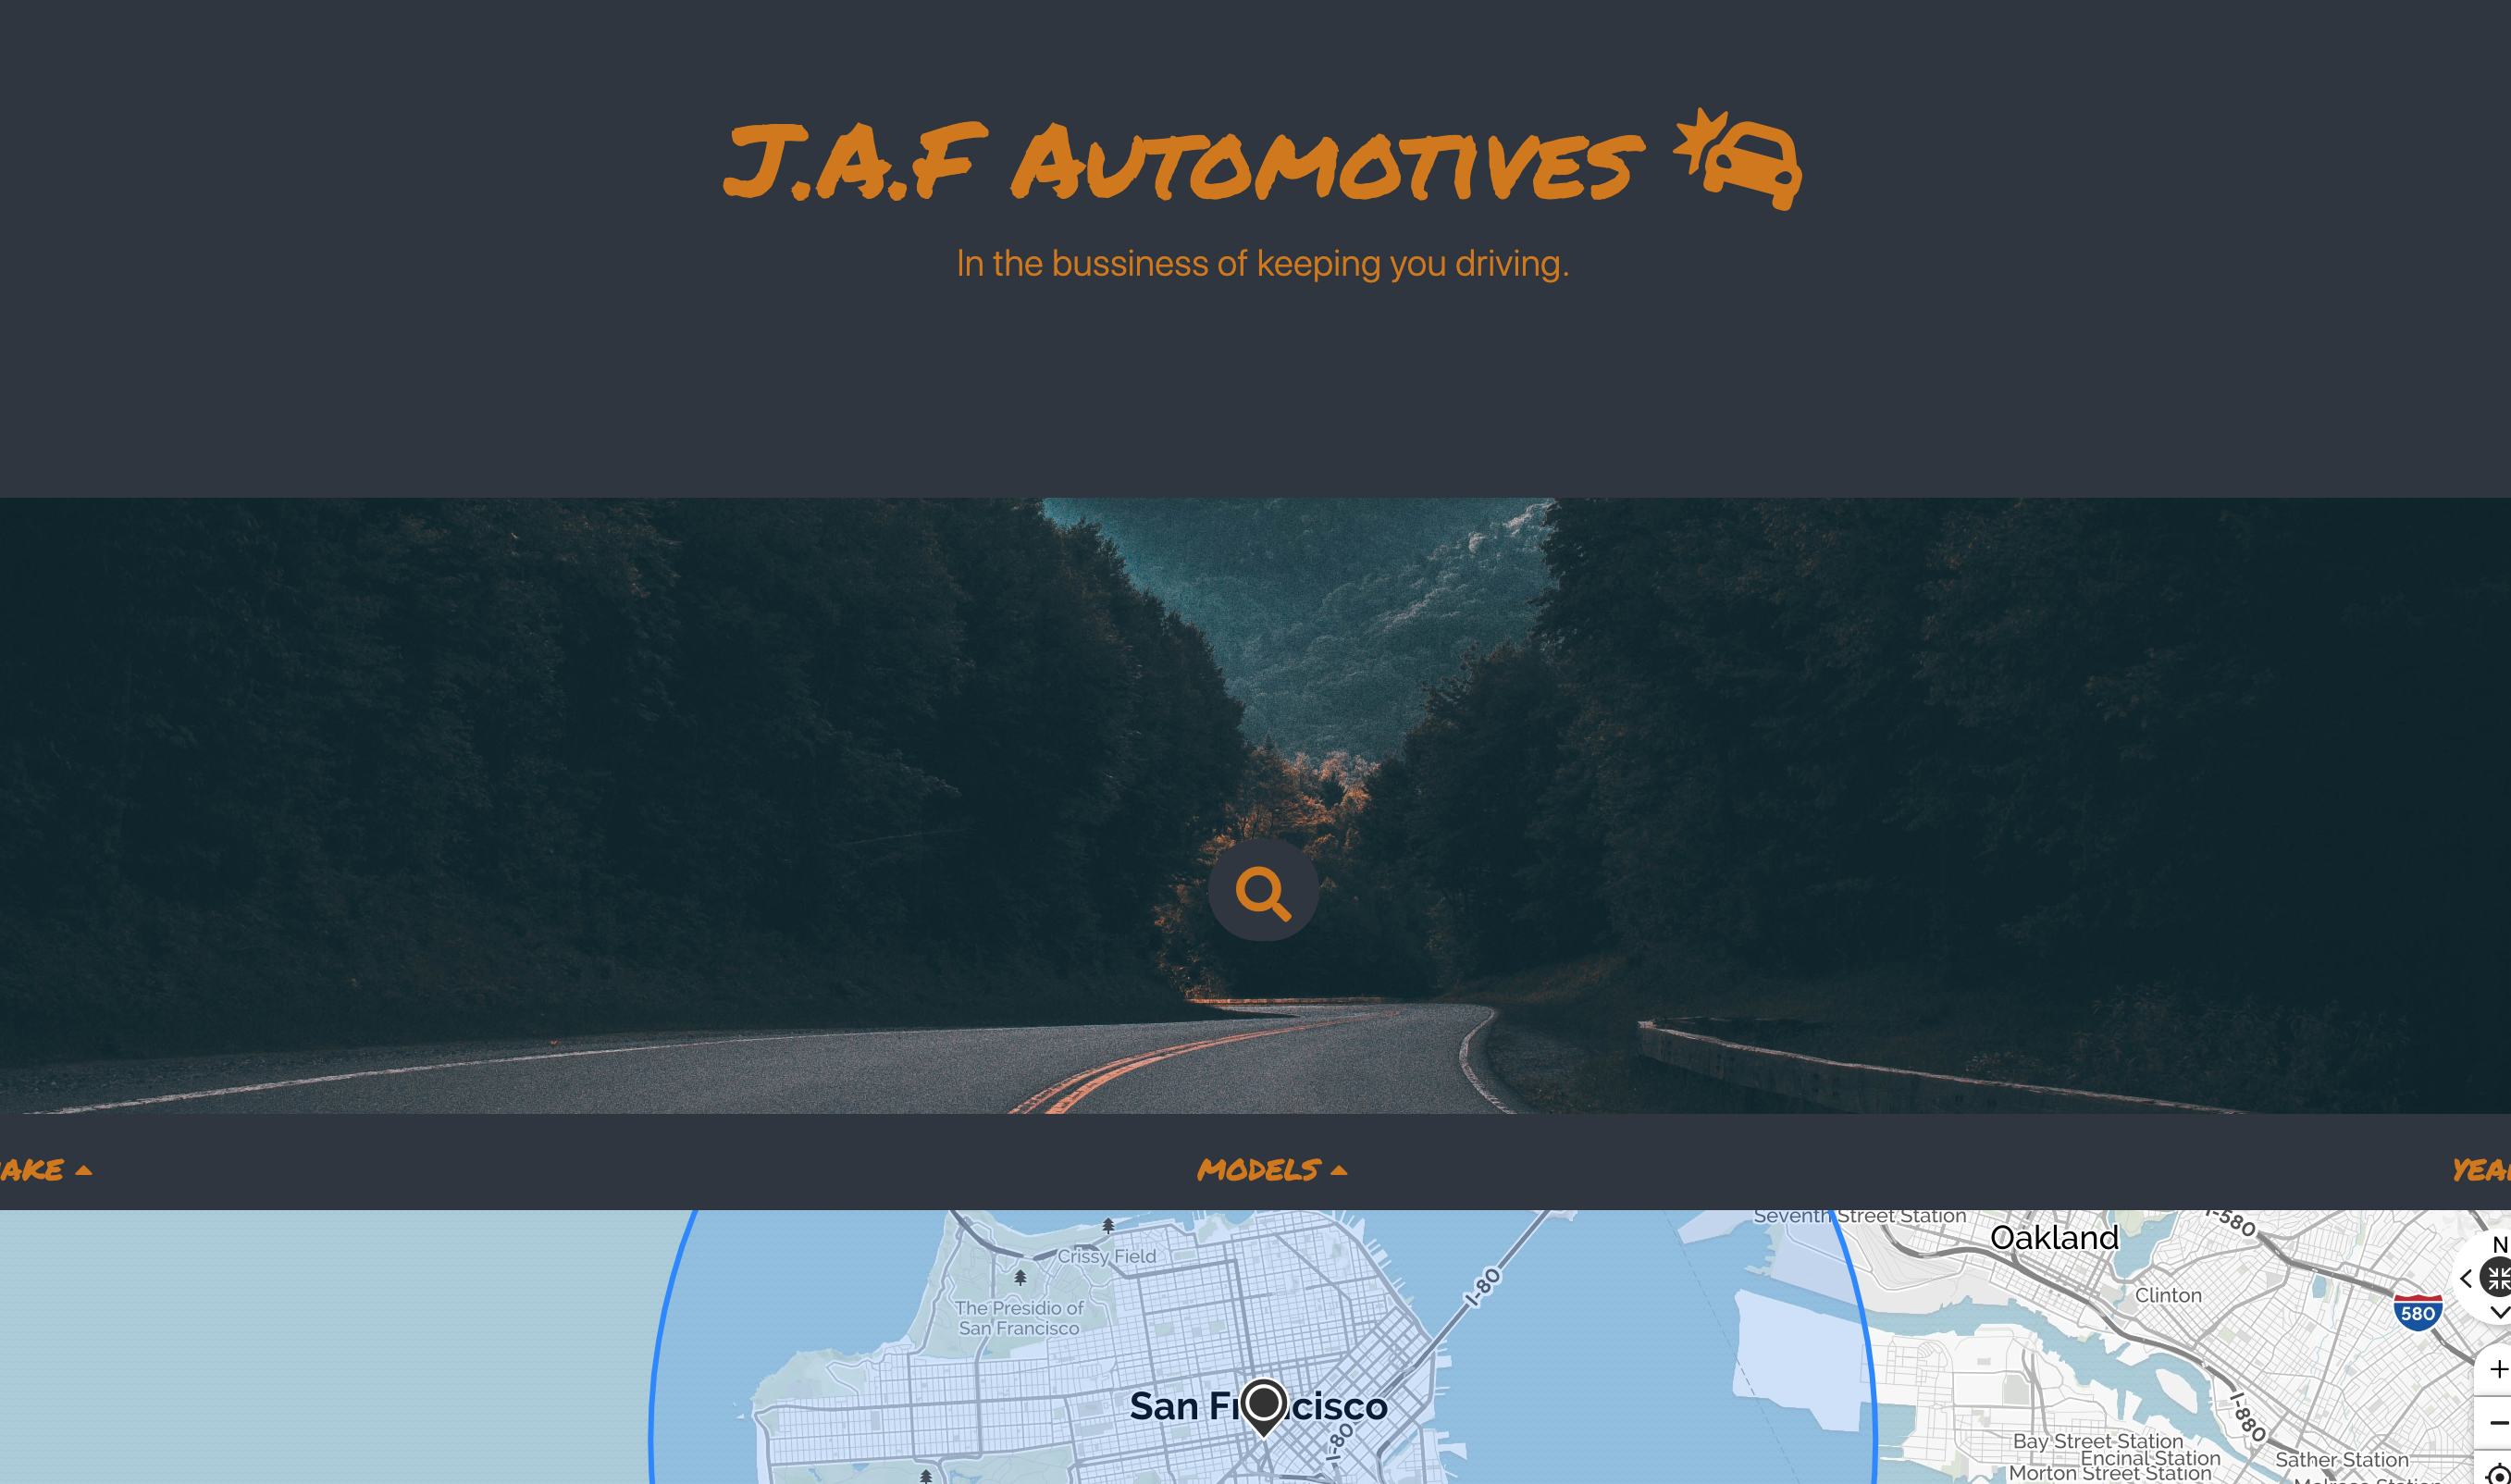 J.A.F Automotives
In the bussiness of keeping you driving.
AKE
MODELS
YEA
Seventh Street Station
Oakland
I-580
N
Crissy Field
I-80
Clinton
580
The Presidio of
San Francisco
San Fr cisco
I-80
I-880
Bay Street Station
Encinal Station
Sather Station
Morton Street Station
Melrose Station